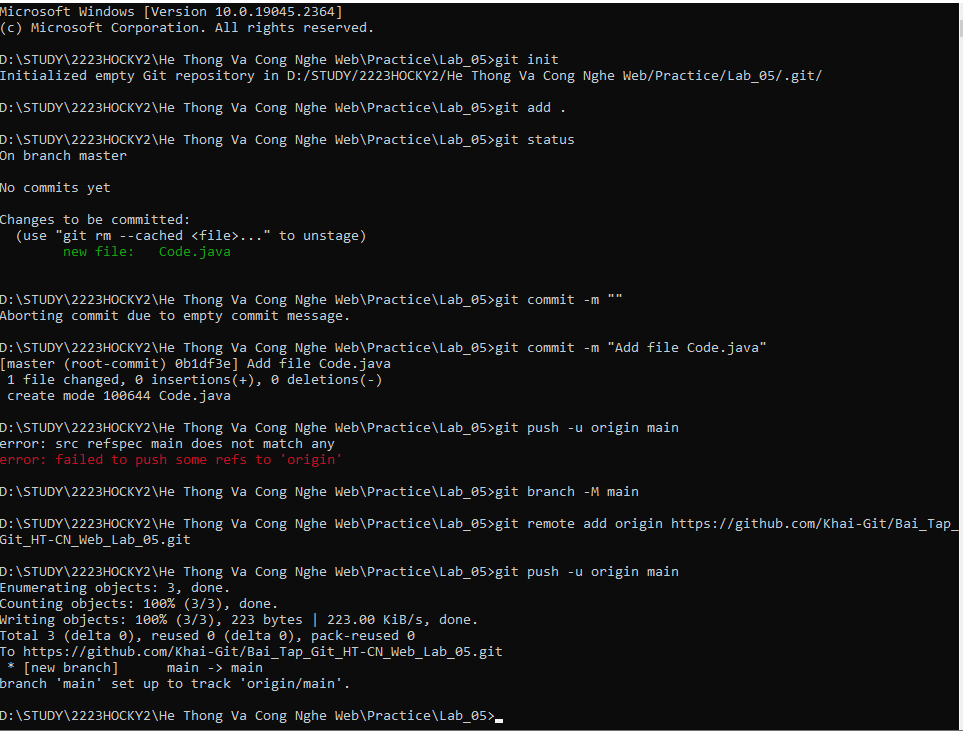 Microsoft Windows [Version 10.0.19045.2364]
(c) Microsoft Corporation. All rights reserved.
D:\STUDY\2223HOCKY2\He Thong Va Cong Nghe Web\Practice\Lab_05>git init
Initialized empty Git repository in D:/STUDY/2223HOCKY2/He Thong Va Cong Nghe Web/Practice/Lab_05/.git/
D:\STUDY\2223HOCKY2\He Thong Va Cong Nghe Web\Practice\Lab_05>git add .
D:\STUDY\2223HOCKY2\He Thong Va Cong Nghe Web\Practice\Lab_05>git status
On branch master
No commits yet
Changes to be committed:
  (use "git rm --cached <file>..." to unstage)
        new file:   Code.java
D:\STUDY\2223HOCKY2\He Thong Va Cong Nghe Web\Practice\Lab_05>git commit -m ""
Aborting commit due to empty commit message.
D:\STUDY\2223HOCKY2\He Thong Va Cong Nghe Web\Practice\Lab_05>git commit -m "Add file Code.java"
[master (root-commit) 0b1df3e] Add file Code.java
 1 file changed, 0 insertions(+), 0 deletions(-)
 create mode 100644 Code.java
D:\STUDY\2223HOCKY2\He Thong Va Cong Nghe Web\Practice\Lab_05>git push -u origin main
error: src refspec main does not match any
error: failed to push some refs to 'origin'
D:\STUDY\2223HOCKY2\He Thong Va Cong Nghe Web\Practice\Lab_05>git branch -M main
D:\STUDY\2223HOCKY2\He Thong Va Cong Nghe Web\Practice\Lab_05>git remote add origin https://github.com/Khai-Git/Bai_Tap_
Git_HT-CN_Web_Lab_05.git
D:\STUDY\2223HOCKY2\He Thong Va Cong Nghe Web\Practice\Lab_05>git push -u origin main
Enumerating objects: 3, done.
Counting objects: 100% (3/3), done.
Writing objects: 100% (3/3), 223 bytes | 223.00 KiB/s, done.
Total 3 (delta 0), reused 0 (delta 0), pack-reused 0
To https://github.com/Khai-Git/Bai_Tap_Git_HT-CN_Web_Lab_05.git
 * [new branch]      main -> main
branch 'main' set up to track 'origin/main'.
D:\STUDY\2223HOCKY2\He Thong Va Cong Nghe Web\Practice\Lab_05>